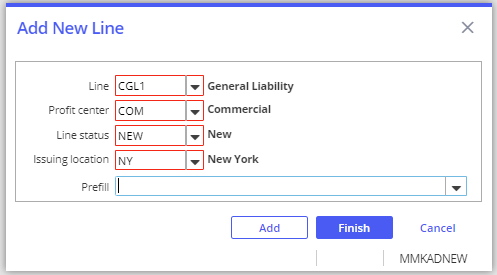 Add New Line
Line CGL1 General Liability
Profit center COM Commercial
Line status NEW New
Issuing location NY New York
Prefill
Add Finish Cancel
MMKADNEW